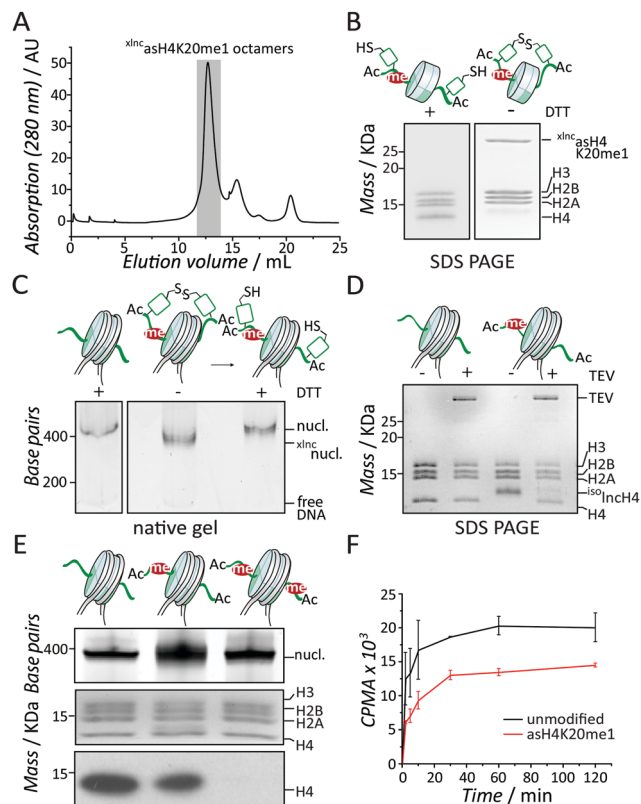 A
xlncasH4K20me1 octamers
Absorption (280 nm) / AU
50
40
30
20
10
0
0 5 10 15 20 25
Elution volume / mL
B
HS
Ac
me
SH
Ac
S
S
Ac
me
Ac
+ - DTT
Mass / KDa
25
20
15
xlncasH4
K20me1
H3
H2B
H2A
H4
SDS PAGE
C
S
S
Ac
me
Ac
SH
Ac
me
HS
Ac
+ - + DTT
Base pairs
400
200
nucl.
xlnc
nucl.
free
DNA
native gel
D
Ac
me
Ac
- + - + TEV
Mass / KDa
25
20
15
TEV
H3
H2B
H2A
isolncH4
H4
SDS PAGE
E
Ac
me
Ac
Ac
me
me
Ac
Base pairs
400
nucl.
Mass / KDa
15
H3
H2B
H2A
H4
15
H4
F
CPMA x 10³
25
20
15
10
5
0
0 20 40 60 80 100 120
unmodified
asH4K20me1
Time / min